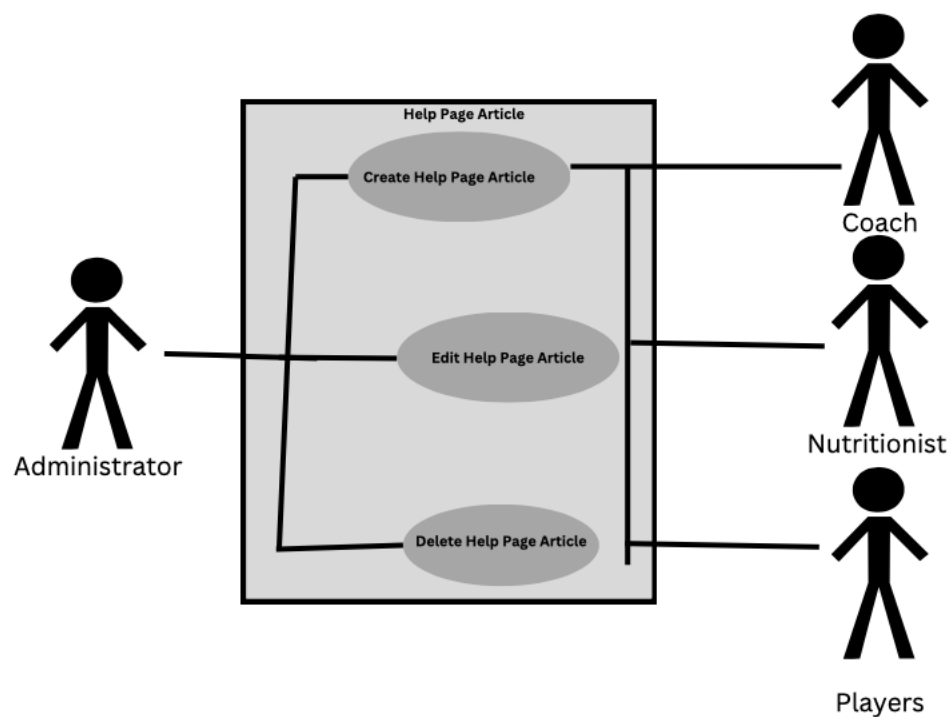 Help Page Article
Create Help Page Article
Coach
Edit Help Page Article
Nutritionist
Administrator
Delete Help Page Article
Players